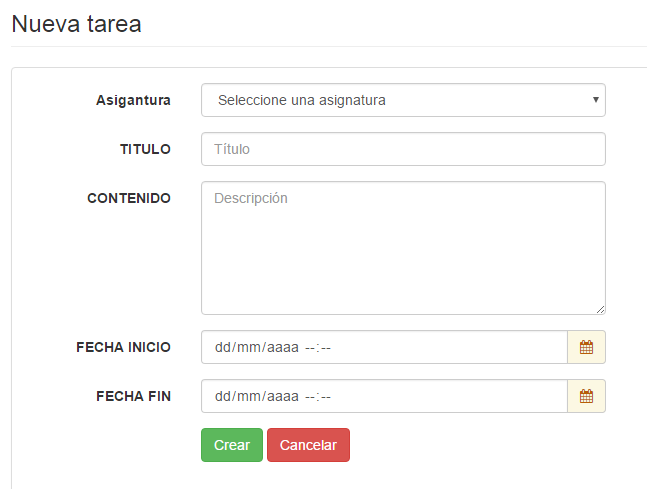 Nueva tarea
Asigantura Seleccione una asignatura
TITULO Título
CONTENIDO Descripción
FECHA INICIO dd/mm/aaaa --:--
FECHA FIN dd/mm/aaaa --:--
Crear Cancelar